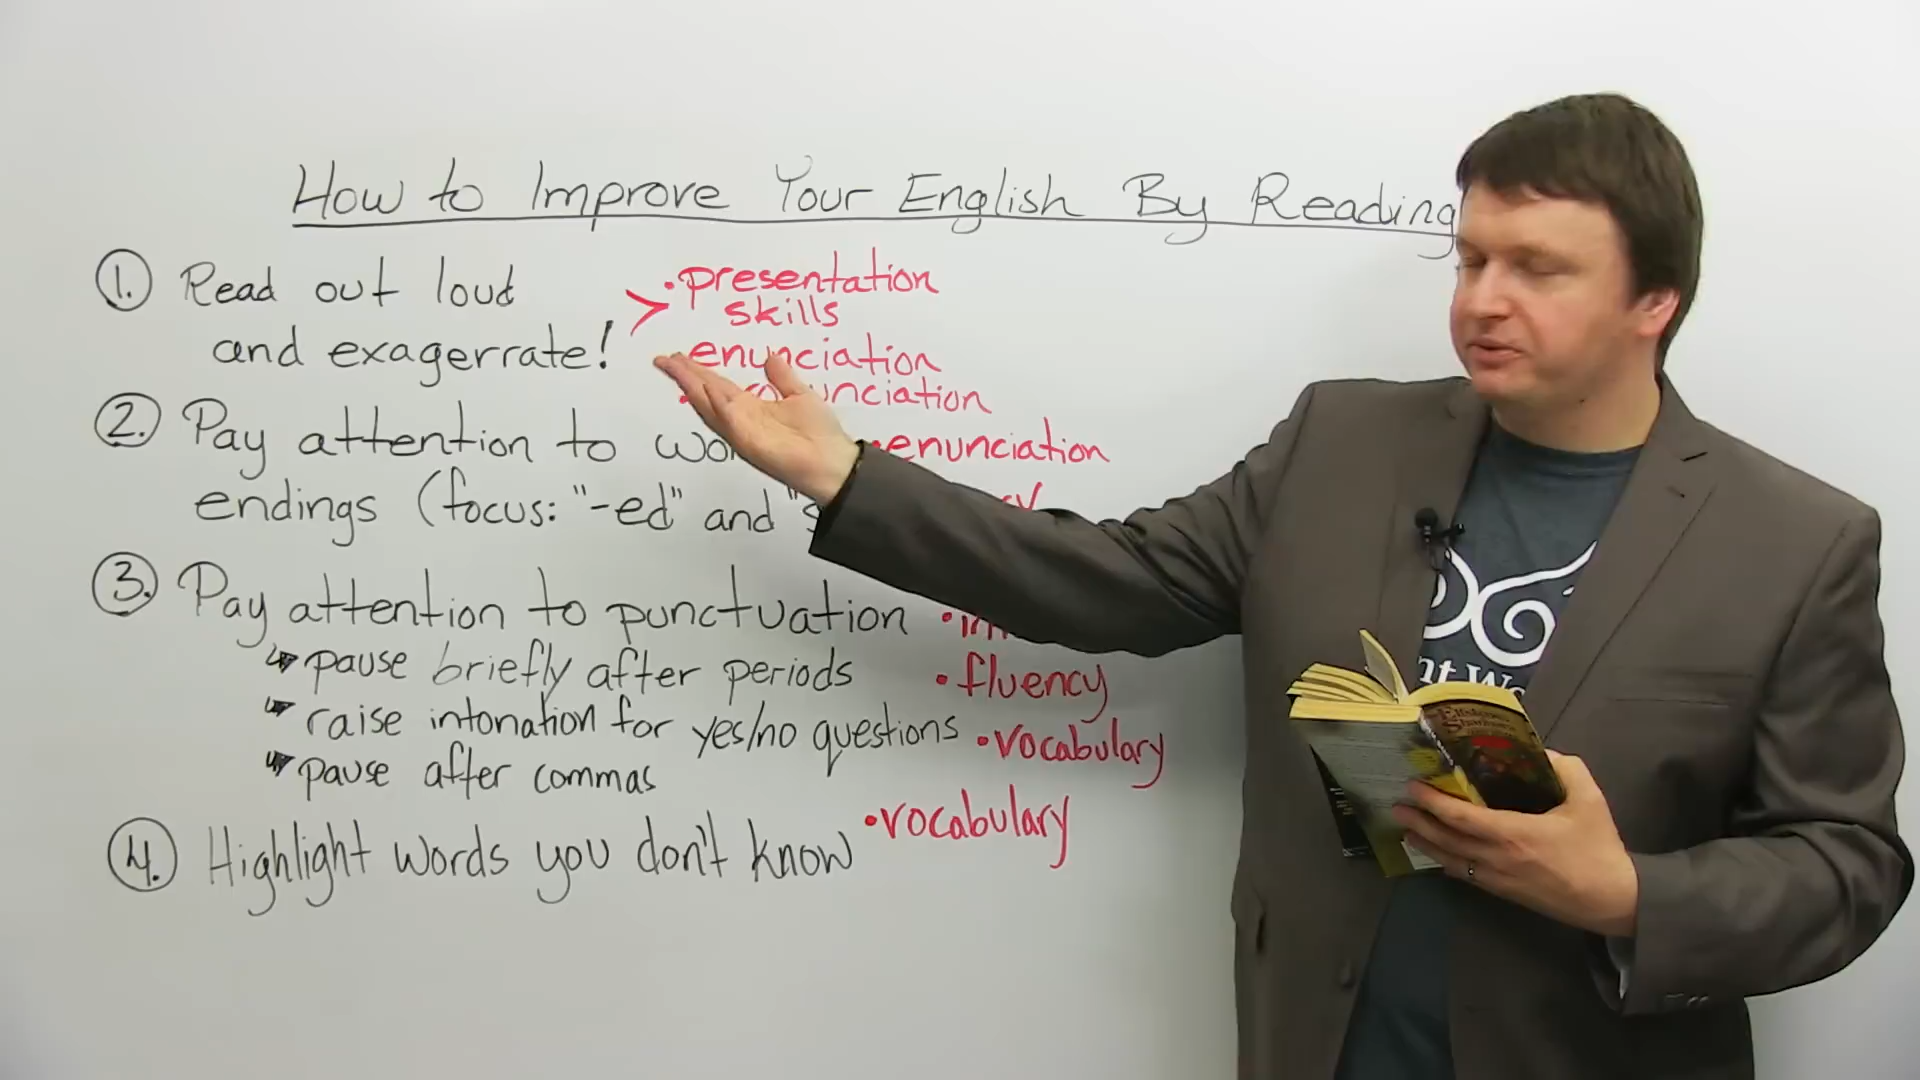 How to Improve Your English By Reading
1. Read out loud
and exagerrate!
• presentation
skills
enunciation
2. Pay attention to
• enunciation
endings (focus: "-ed" and
3. Pay attention to punctuation
↳ pause briefly after periods
• fluency
↳ raise intonation for yes/no questions
• vocabulary
↳ pause after commas
4. Highlight words you don't know
• vocabulary